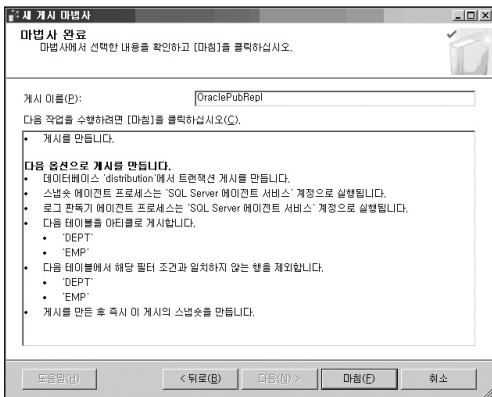 새 게시 마법사
마법사 완료
마법사에서 선택한 내용을 확인하고 [마침]을 클릭하십시오.
게시 이름(P): OraclePubRepl
다음 작업을 수행하려면 [마침]을 클릭하십시오(C).
• 게시를 만듭니다.
다음 옵션으로 게시를 만듭니다.
• 데이터베이스 'distribution'에서 트랜잭션 게시를 만듭니다.
• 스냅숏 에이전트 프로세스는 'SQL Server 에이전트 서비스' 계정으로 실행됩니다.
• 로그 판독기 에이전트 프로세스는 'SQL Server 에이전트 서비스' 계정으로 실행됩니다.
• 다음 테이블을 아티클로 게시합니다.
• 'DEPT'
• 'EMP'
• 다음 테이블에서 해당 필터 조건과 일치하지 않는 행을 제외합니다.
• 'DEPT'
• 'EMP'
• 게시를 만든 후 즉시 이 게시의 스냅숏을 만듭니다.
도움말(H) < 뒤로(B) 다음(N) > 마침(F) 취소